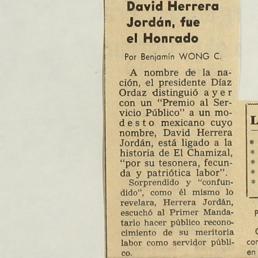 David Herrera
Jordán, fue
el Honrado
Por Benjamín WONG C.
A nombre de la na-
ción, el presidente Díaz
Ordaz distinguió ayer
con un "Premio al Ser-
vicio Público" a un mo-
desto mexicano cuyo
nombre, David Herrera
Jordán, está ligado a la
historia de El Chamizal,
"por su tesonera, fecun-
da y patriótica labor".
Sorprendido y "confun-
dido", como él mismo lo
revelara, Herrera Jordán,
escuchó al Primer Manda-
tario hacer público recono-
cimiento de su meritoria
labor como servidor públi-
co.